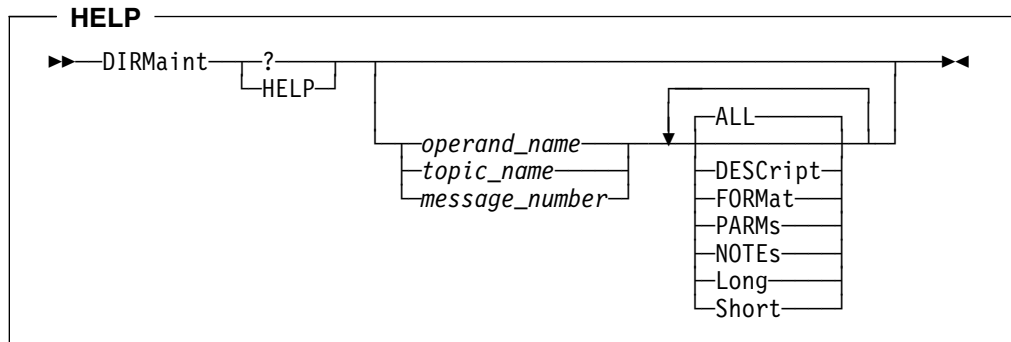 HELP
DIRMaint ?
HELP
ALL
operand_name
topic_name
DESCript
message_number
FORMat
PARMs
NOTEs
Long
Short